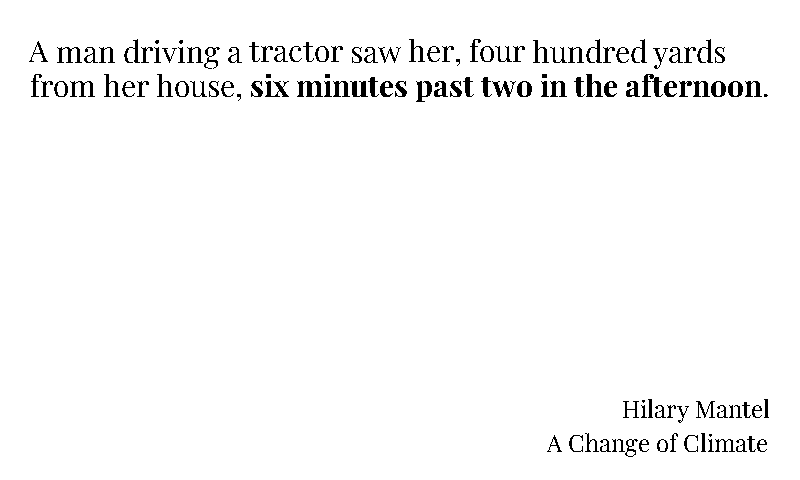 A man driving a tractor saw her, four hundred yards
from her house, six minutes past two in the afternoon.
Hilary Mantel
A Change of Climate